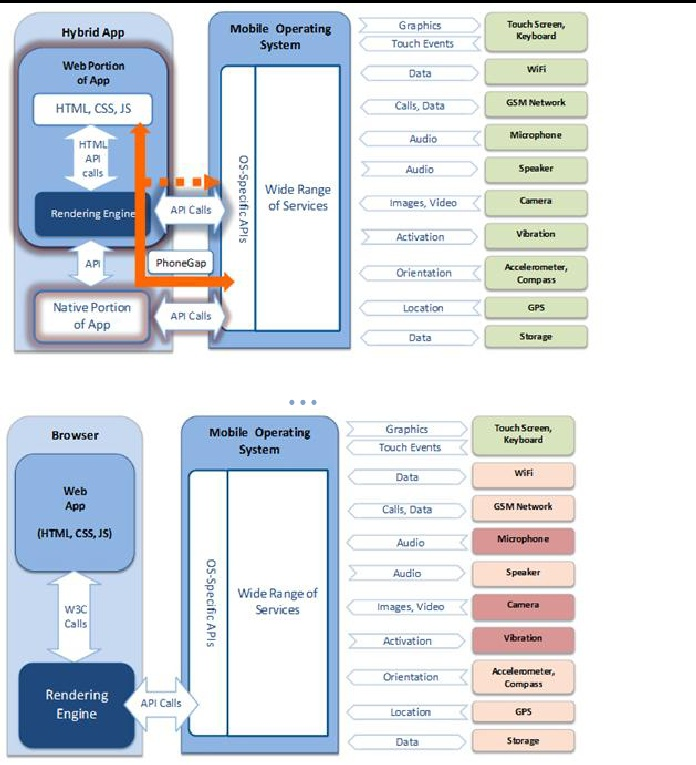 Hybrid App
Web Portion
of App
HTML, CSS, JS
HTML
API
calls
Rendering Engine
API
Native Portion
of App
API Calls
PhoneGap
API Calls
Mobile Operating
System
OS-Specific APIs
Wide Range
of Services
Graphics
Touch Events
Data
Calls, Data
Audio
Audio
Images, Video
Activation
Orientation
Location
Data
Touch Screen,
Keyboard
WiFi
GSM Network
Microphone
Speaker
Camera
Vibration
Accelerometer,
Compass
GPS
Storage
Browser
Web
App
(HTML, CSS, JS)
W3C
Calls
Rendering
Engine
API Calls
Mobile Operating
System
OS-Specific APIs
Wide Range of
Services
Graphics
Touch Events
Data
Calls, Data
Audio
Audio
Images, Video
Activation
Orientation
Location
Data
Touch Screen,
Keyboard
WiFi
GSM Network
Microphone
Speaker
Camera
Vibration
Accelerometer,
Compass
GPS
Storage